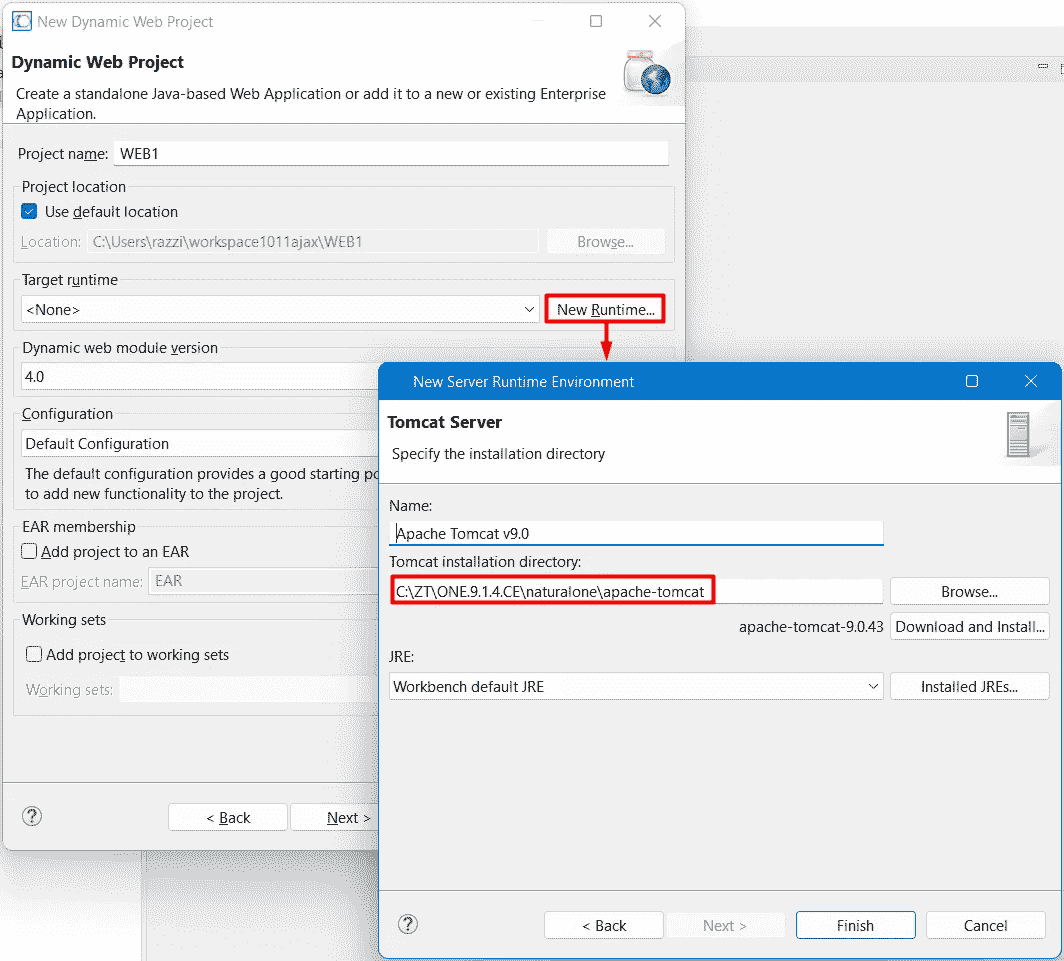 New Dynamic Web Project
Dynamic Web Project
Create a standalone Java-based Web Application or add it to a new or existing Enterprise
Application.
Project name: WEB1
Project location
Use default location
Location: C:\Users\razzi\workspace1011ajax\WEB1 Browse...
Target runtime
<None> New Runtime...
Dynamic web module version
4.0
Configuration
Default Configuration
The default configuration provides a good starting po
to add new functionality to the project.
EAR membership
Add project to an EAR
EAR project name: EAR
Working sets
Add project to working sets
Working sets:
< Back Next >
New Server Runtime Environment
Tomcat Server
Specify the installation directory
Name:
Apache Tomcat v9.0
Tomcat installation directory:
C:\ZT\ONE.9.1.4.CE\naturalone\apache-tomcat Browse...
apache-tomcat-9.0.43 Download and Install...
JRE:
Workbench default JRE Installed JREs...
< Back Next > Finish Cancel